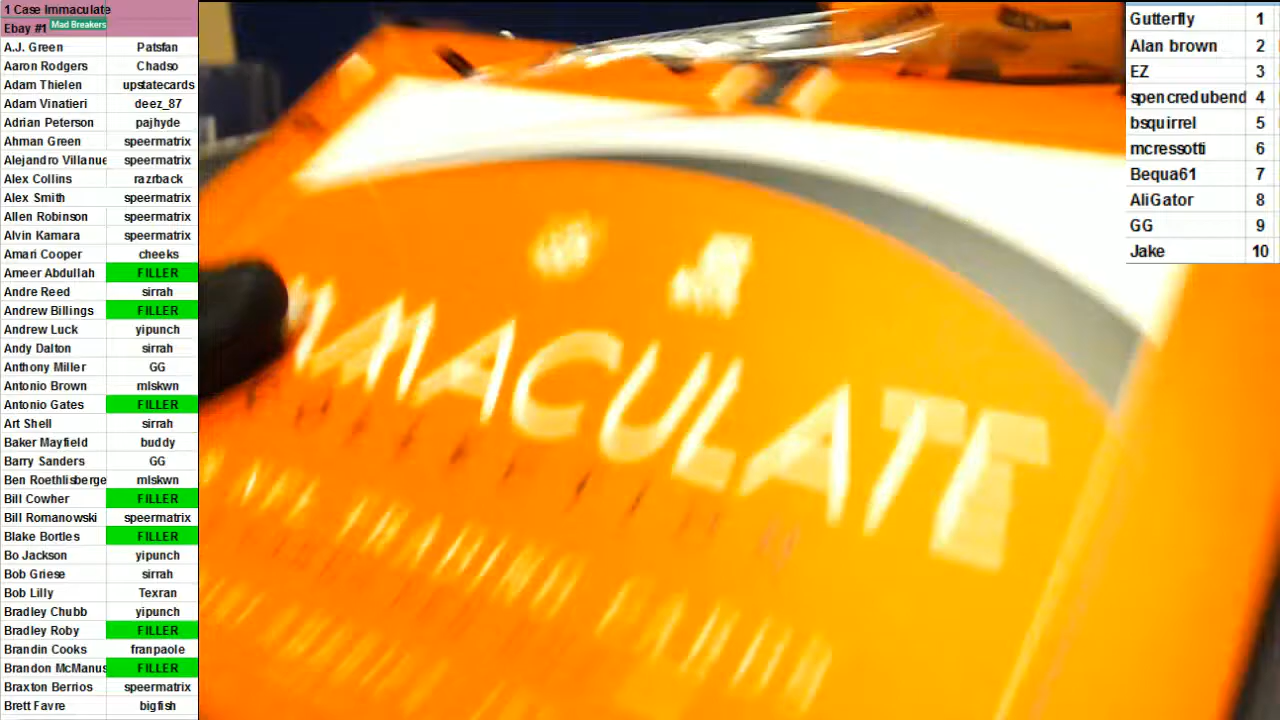 1 Case Immaculate
Ebay #1 Mad Breakers
A.J. Green Patsfan
Aaron Rodgers Chadso
Adam Thielen upstatecards
Adam Vinatieri deez_87
Adrian Peterson pajhyde
Ahman Green speermatrix
Alejandro Villanue speermatrix
Alex Collins razrback
Alex Smith speermatrix
Allen Robinson speermatrix
Alvin Kamara speermatrix
Amari Cooper cheeks
Ameer Abdullah FILLER
Andre Reed sirrah
Andrew Billings FILLER
Andrew Luck yipunch
Andy Dalton sirrah
Anthony Miller GG
Antonio Brown mlskwn
Antonio Gates FILLER
Art Shell sirrah
Baker Mayfield buddy
Barry Sanders GG
Ben Roethlisberge mlskwn
Bill Cowher FILLER
Bill Romanowski speermatrix
Blake Bortles FILLER
Bo Jackson yipunch
Bob Griese sirrah
Bob Lilly Texran
Bradley Chubb yipunch
Bradley Roby FILLER
Brandin Cooks franpaole
Brandon McManus FILLER
Braxton Berrios speermatrix
Brett Favre bigfish
IMMACULATE
Gutterfly 1
Alan brown 2
EZ 3
spencredubend 4
bsquirrel 5
mcressotti 6
Bequa61 7
AliGator 8
GG 9
Jake 10